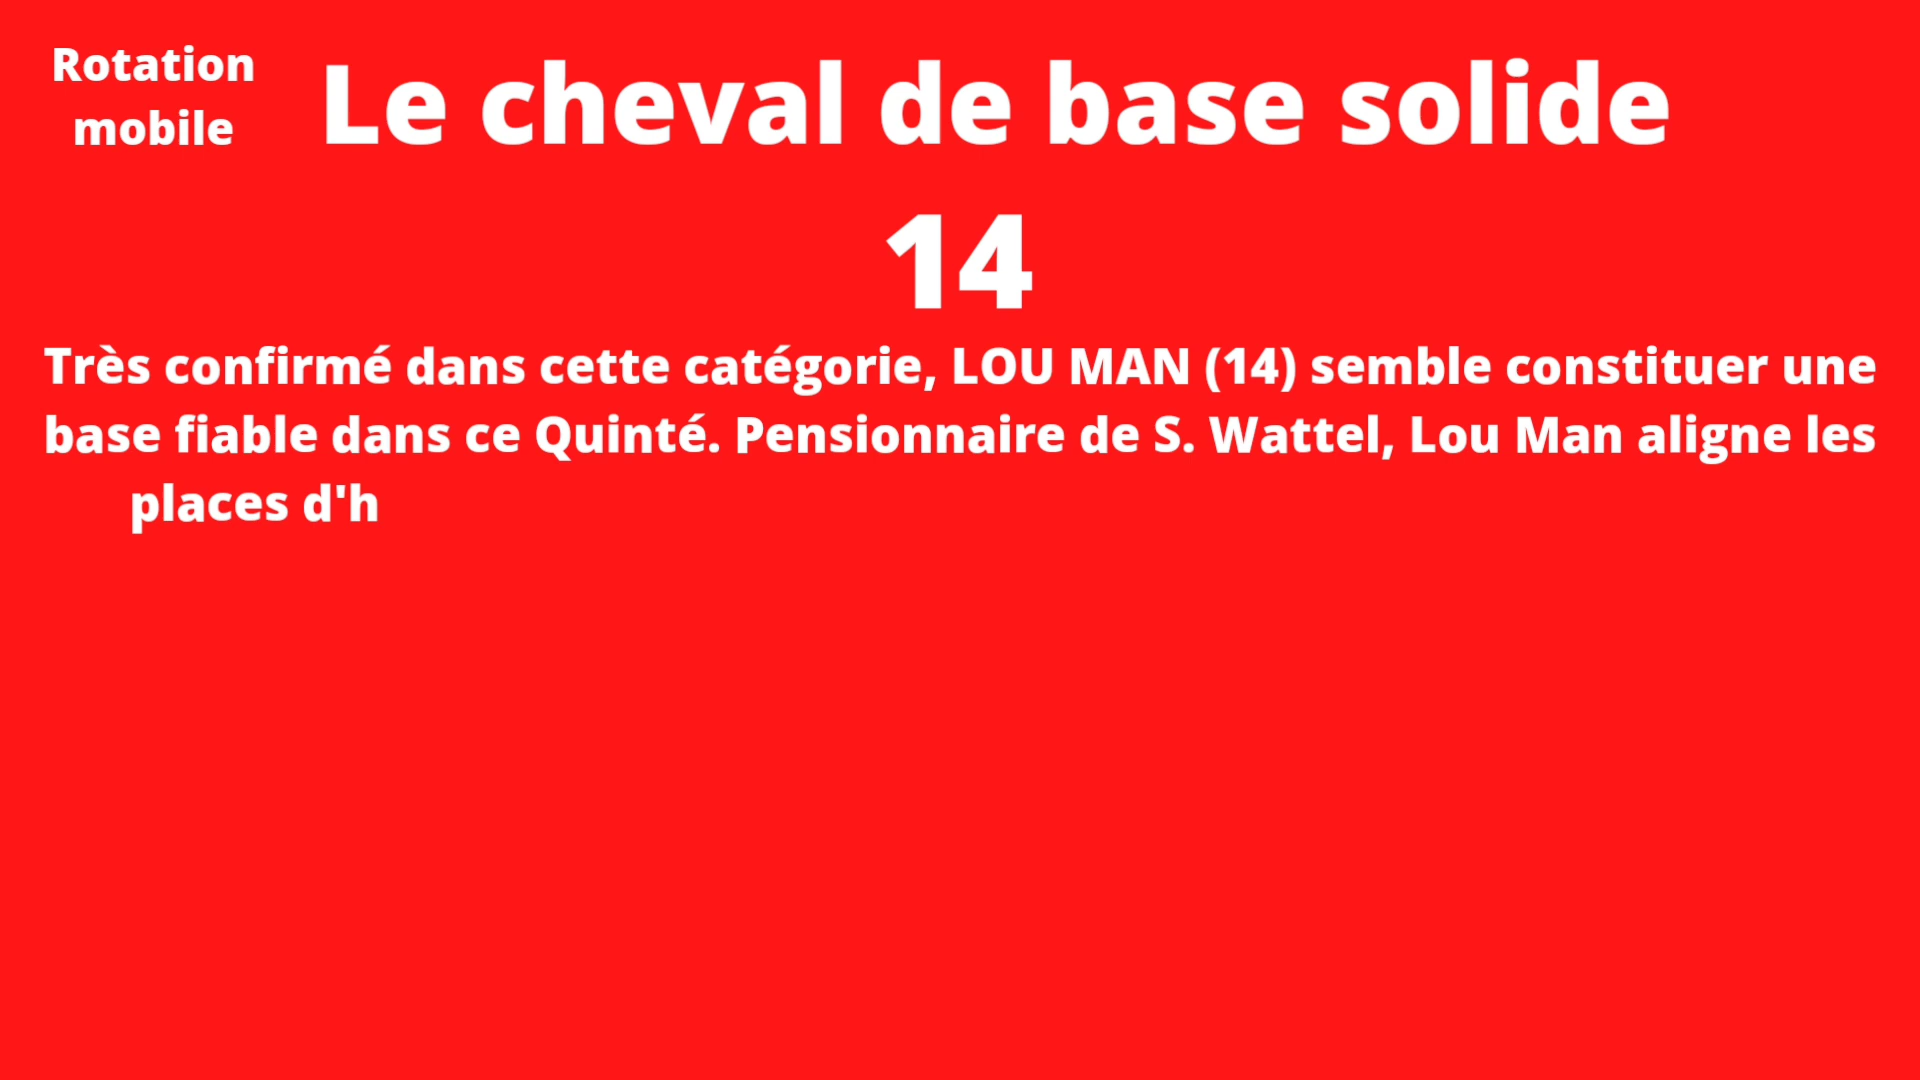 Rotation
mobile
Le cheval de base solide
14
Très confirmé dans cette catégorie, LOU MAN (14) semble constituer une
base fiable dans ce Quinté. Pensionnaire de S. Wattel, Lou Man aligne les
places d'h